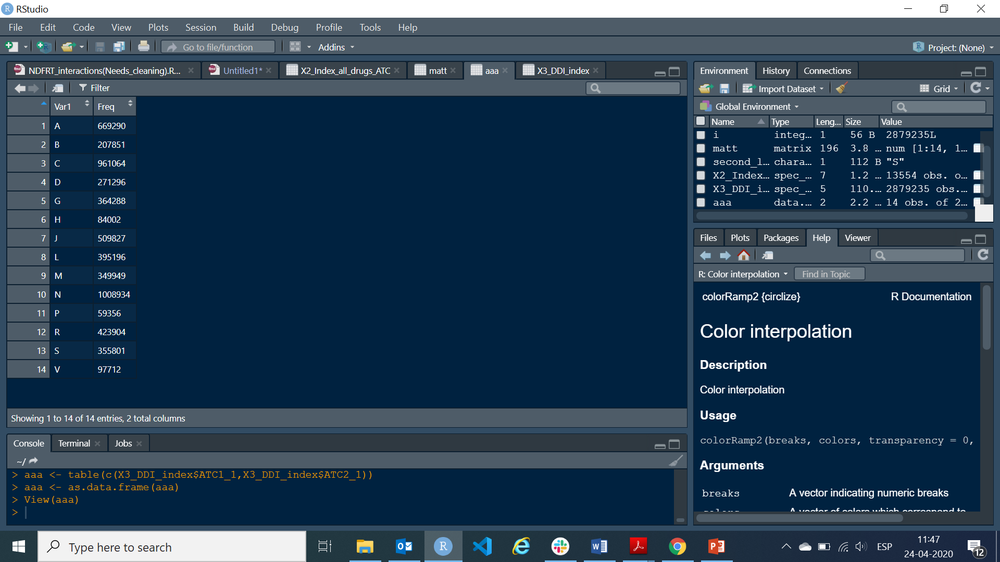 RStudio
File Edit Code View Plots Session Build Debug Profile Tools Help
Go to file/function Addins Project: (None)
NDFRT_interactions(Needs_cleaning).R... Untitled1* X2_Index_all_drugs_ATC matt aaa X3_DDI_index
Filter
Var1 Freq
1 A 669290
2 B 207851
3 C 961064
4 D 271296
5 G 364288
6 H 84002
7 J 509827
8 L 395196
9 M 349949
10 N 1008934
11 P 59356
12 R 423904
13 S 355801
14 V 97712
Showing 1 to 14 of 14 entries, 2 total columns
Console Terminal Jobs
~/
> aaa <- table(c(X3_DDI_index$ATC1_1,X3_DDI_index$ATC2_1))
> aaa <- as.data.frame(aaa)
> View(aaa)
>
Environment History Connections
Import Dataset Grid
Global Environment
Name Type Leng... Size Value
i integ... 1 56 B 2879235L
matt matrix 196 3.8 ... num [1:14, 1...
second_l... chara... 1 112 B "S"
X2_Index... spec_... 7 1.2 ... 13554 obs. o...
X3_DDI_i... spec_... 5 110.... 2879235 obs....
aaa data.... 2 2.2 ... 14 obs. of 2...
Files Plots Packages Help Viewer
R: Color interpolation Find in Topic
colorRamp2 {circlize} R Documentation
Color interpolation
Description
Color interpolation
Usage
colorRamp2(breaks, colors, transparency = 0,
Arguments
breaks A vector indicating numeric breaks
colors A vector of colors which correspond to
Type here to search
ESP
11:47
24-04-2020
12